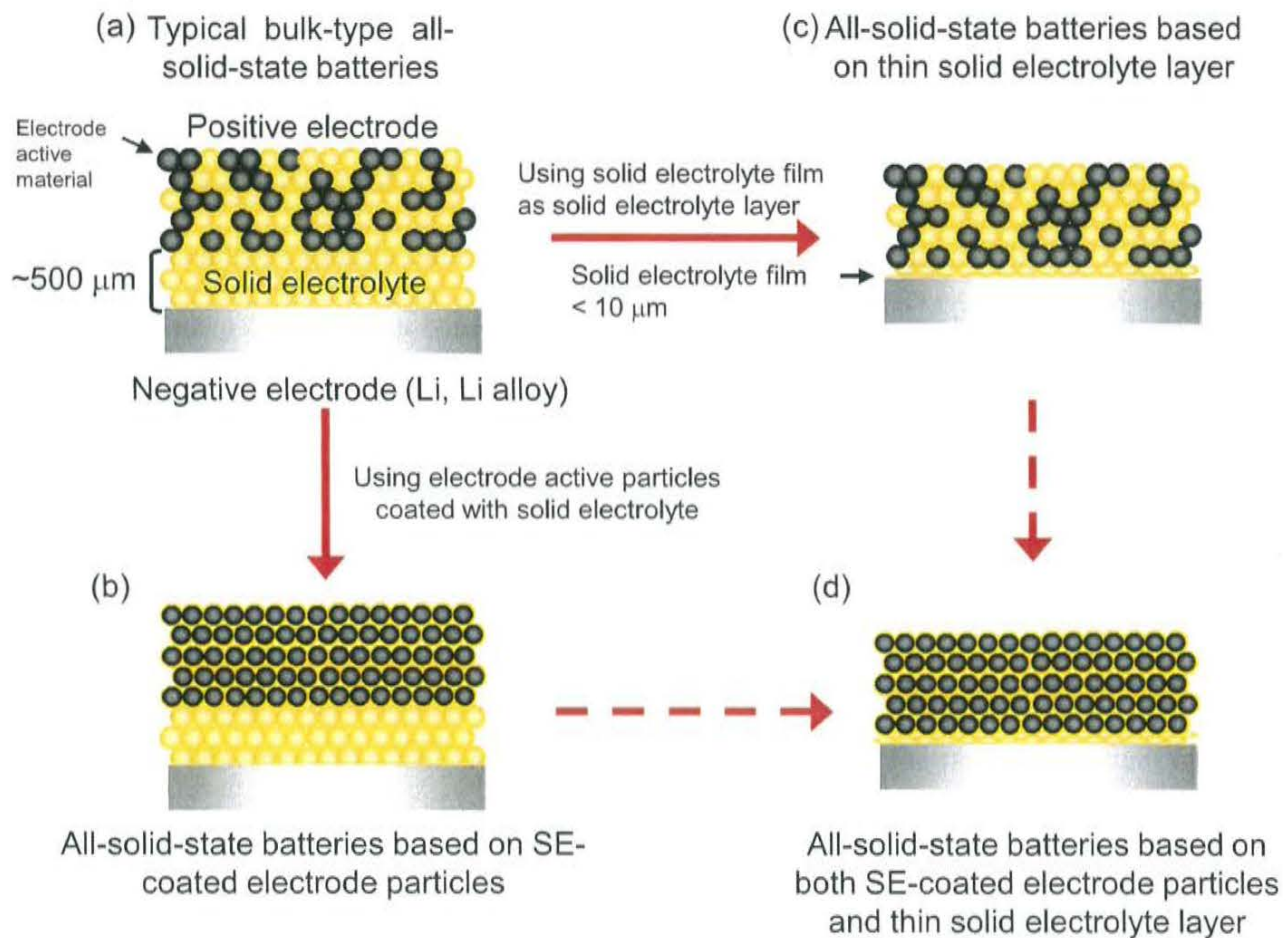 (a) Typical bulk-type all-
solid-state batteries
Electrode
active
material
Positive electrode
~500 μm
Solid electrolyte
Negative electrode (Li, Li alloy)
Using solid electrolyte film
as solid electrolyte layer
Solid electrolyte film
< 10 μm
(c) All-solid-state batteries based
on thin solid electrolyte layer
Using electrode active particles
coated with solid electrolyte
(b)
All-solid-state batteries based on SE-
coated electrode particles
(d)
All-solid-state batteries based on
both SE-coated electrode particles
and thin solid electrolyte layer